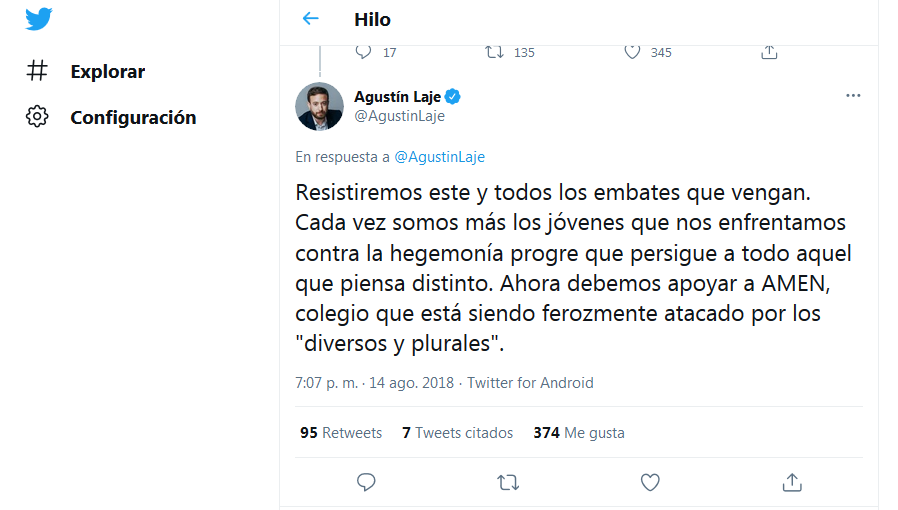 Hilo
Explorar
Configuración
17 135 345
Agustín Laje
@AgustinLaje
En respuesta a @AgustinLaje
Resistiremos este y todos los embates que vengan.
Cada vez somos más los jóvenes que nos enfrentamos
contra la hegemonía progre que persigue a todo aquel
que piensa distinto. Ahora debemos apoyar a AMEN,
colegio que está siendo ferozmente atacado por los
"diversos y plurales".
7:07 p. m. · 14 ago. 2018 · Twitter for Android
95 Retweets 7 Tweets citados 374 Me gusta